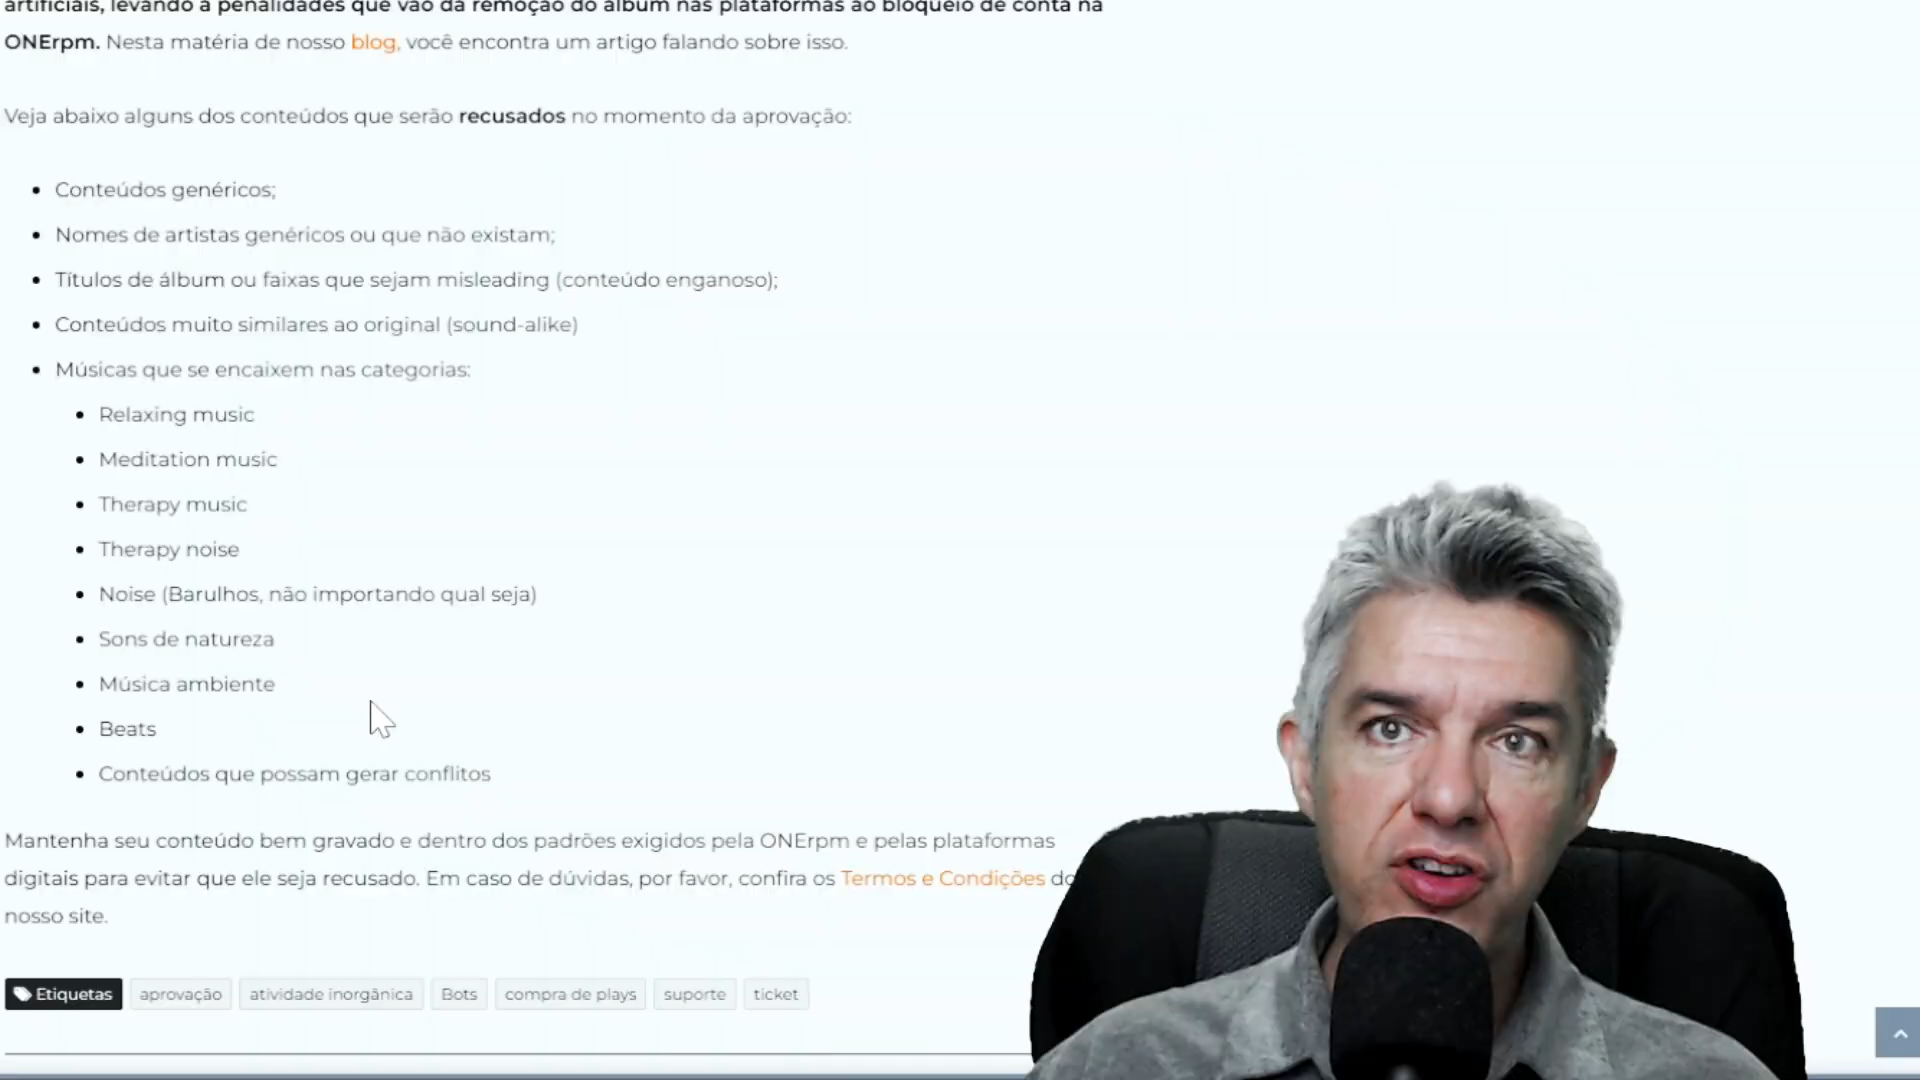 artificiais, levando a penalidades que vão da remoção do álbum nas plataformas ao bloqueio de conta na
ONErpm. Nesta matéria de nosso blog, você encontra um artigo falando sobre isso.
Veja abaixo alguns dos conteúdos que serão recusados no momento da aprovação:
Conteúdos genéricos;
Nomes de artistas genéricos ou que não existam;
Títulos de álbum ou faixas que sejam misleading (conteúdo enganoso);
Conteúdos muito similares ao original (sound-alike)
Músicas que se encaixem nas categorias:
Relaxing music
Meditation music
Therapy music
Therapy noise
Noise (Barulhos, não importando qual seja)
Sons de natureza
Música ambiente
Beats
Conteúdos que possam gerar conflitos
Mantenha seu conteúdo bem gravado e dentro dos padrões exigidos pela ONErpm e pelas plataformas
digitais para evitar que ele seja recusado. Em caso de dúvidas, por favor, confira os Termos e Condições do
nosso site.
Etiquetas aprovação atividade inorgânica Bots compra de plays suporte ticket